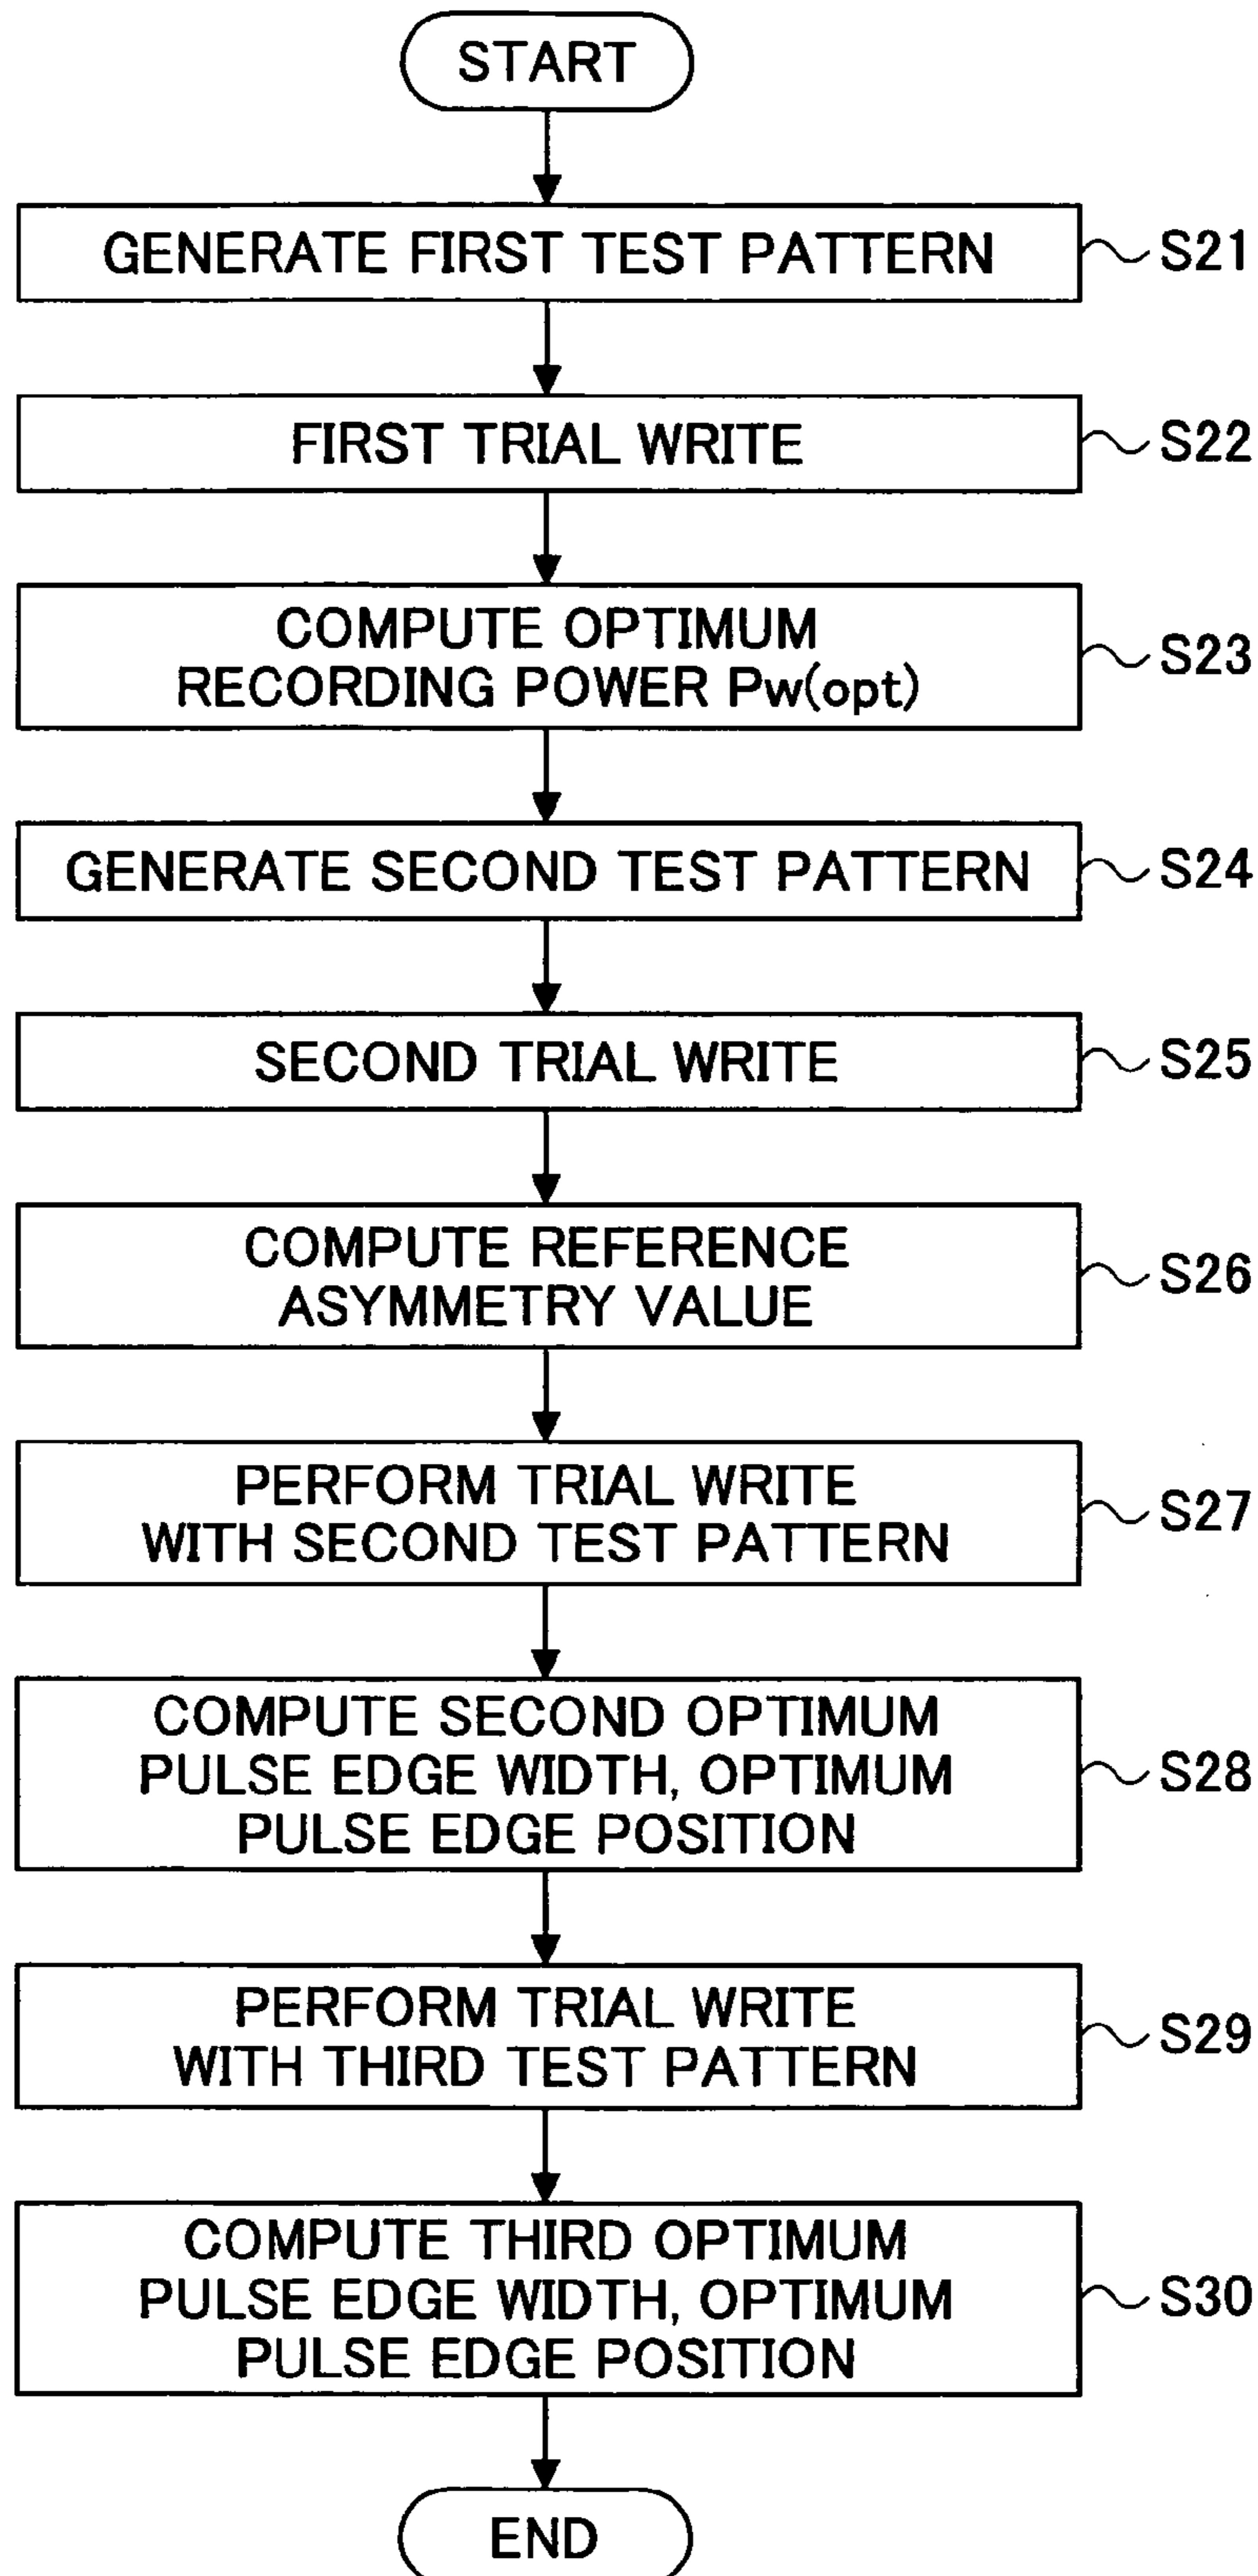 START
GENERATE FIRST TEST PATTERN
S21
FIRST TRIAL WRITE
S22
COMPUTE OPTIMUM
RECORDING POWER Pw(opt)
S23
GENERATE SECOND TEST PATTERN
S24
SECOND TRIAL WRITE
S25
COMPUTE REFERENCE
ASYMMETRY VALUE
S26
PERFORM TRIAL WRITE
WITH SECOND TEST PATTERN
S27
COMPUTE SECOND OPTIMUM
PULSE EDGE WIDTH, OPTIMUM
PULSE EDGE POSITION
S28
PERFORM TRIAL WRITE
WITH THIRD TEST PATTERN
S29
COMPUTE THIRD OPTIMUM
PULSE EDGE WIDTH, OPTIMUM
PULSE EDGE POSITION
S30
END